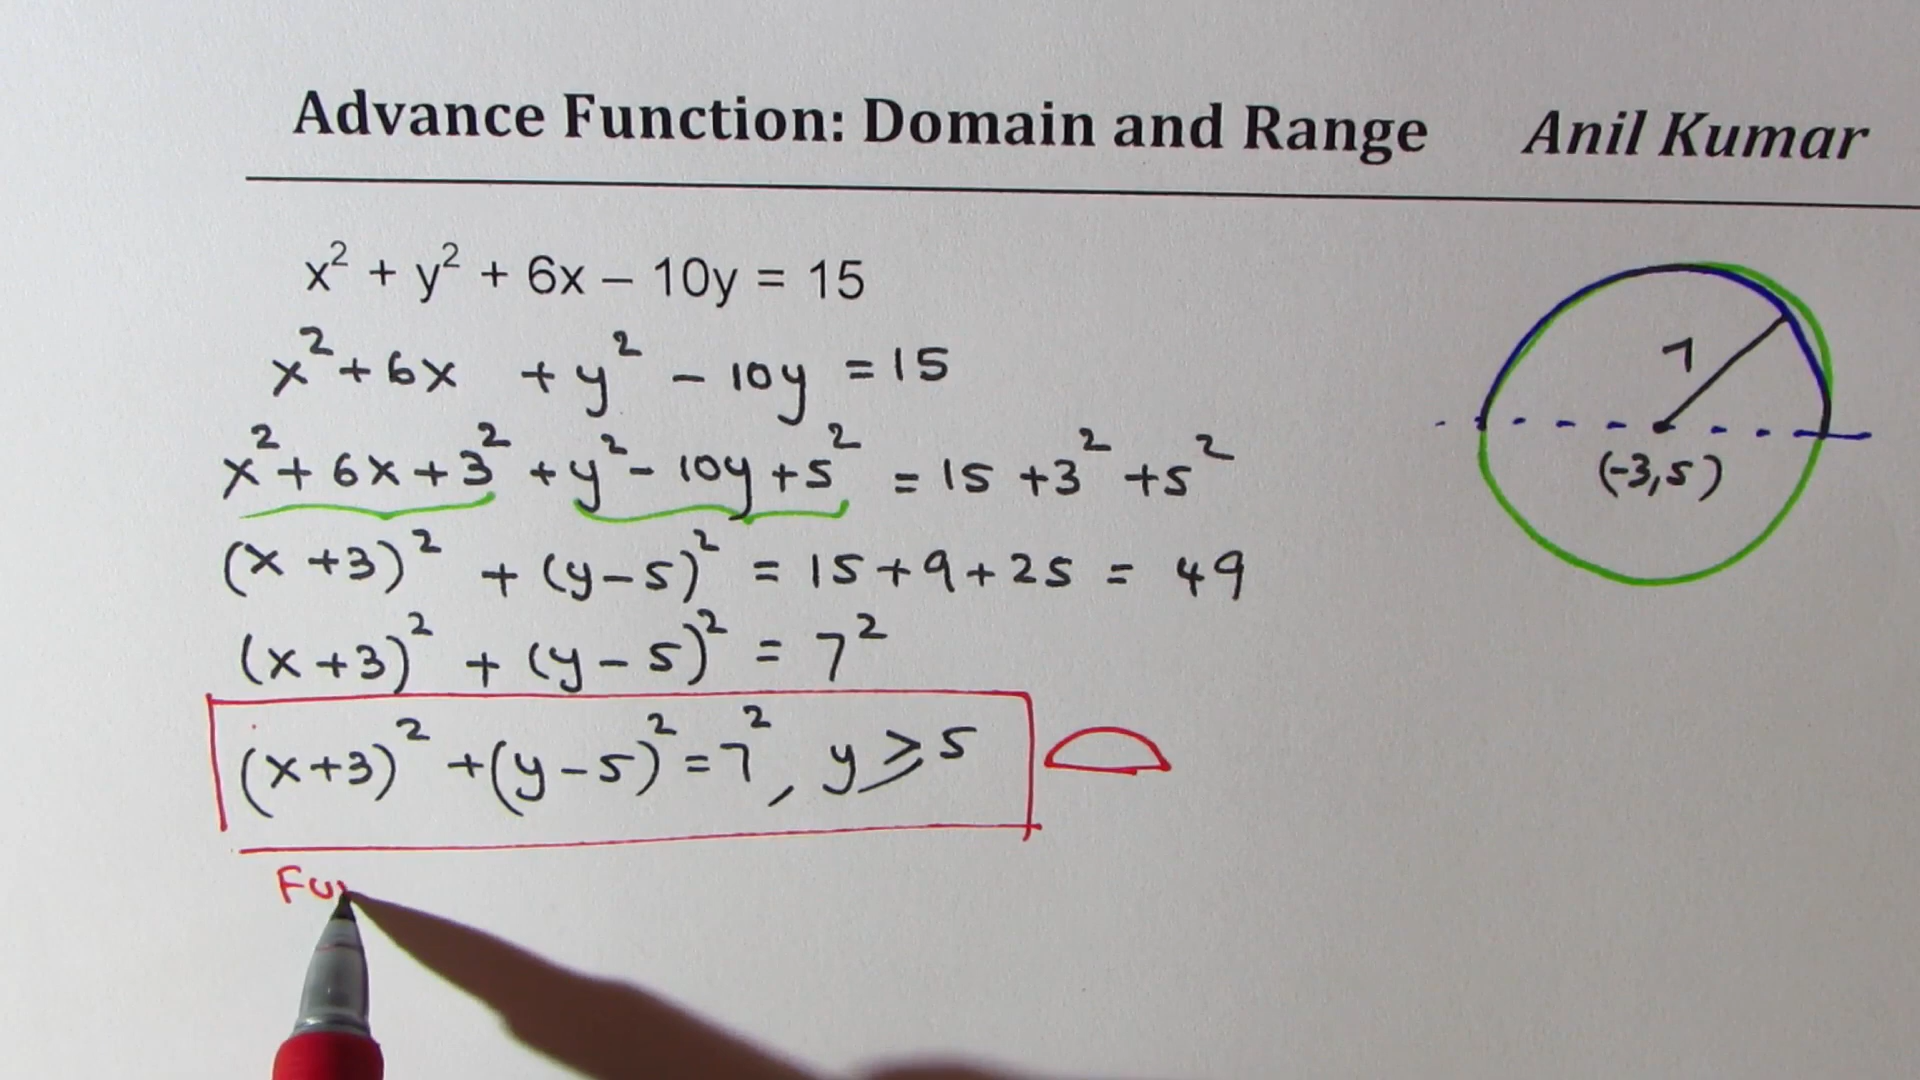 Advance Function: Domain and Range Anil Kumar
x² + y² + 6x – 10y = 15
x² + 6x + y² – 10y = 15
x² + 6x + 3² + y² – 10y + 5² = 15 + 3² + 5²
(x + 3)² + (y – 5)² = 15 + 9 + 25 = 49
(x + 3)² + (y – 5)² = 7²
(x + 3)² + (y – 5)² = 7², y ⩾ 5
7
(-3, 5)